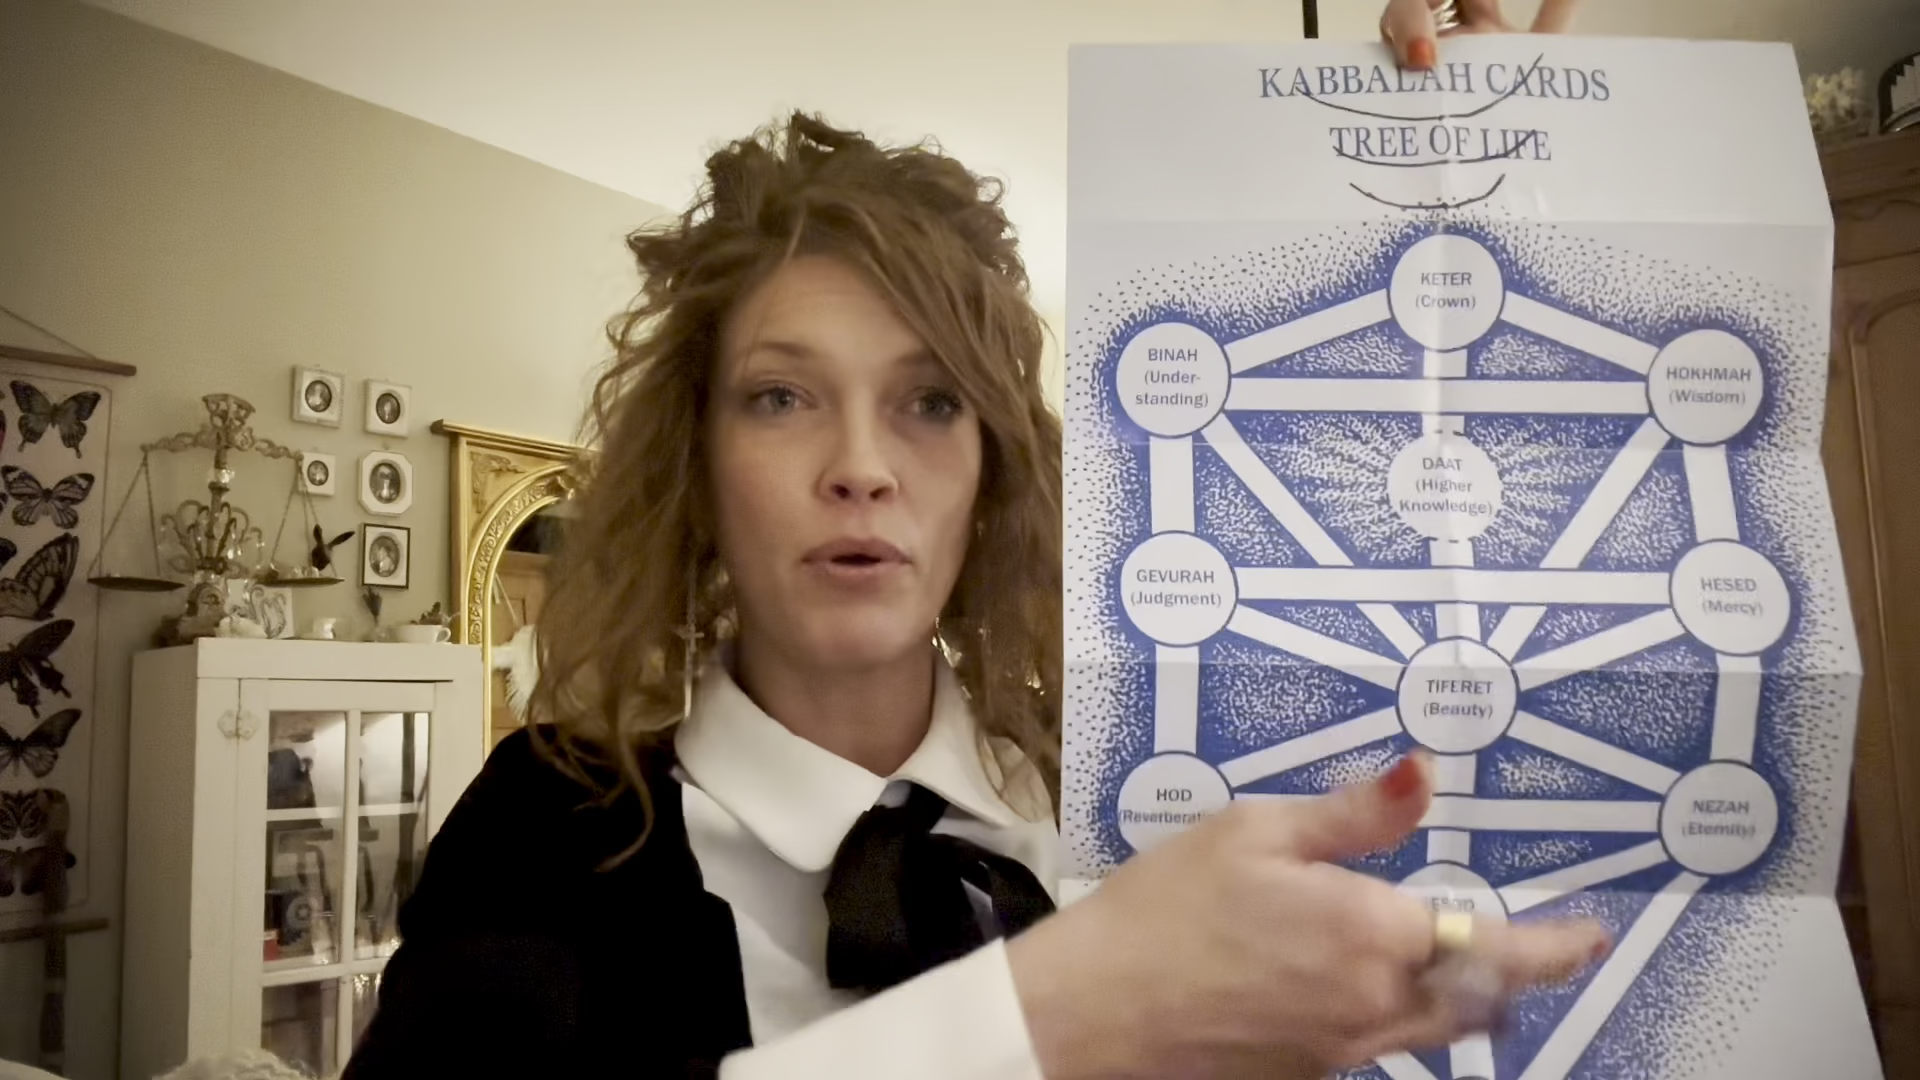 KABBALAH CARDS
TREE OF LIFE
KETER
(Crown)
BINAH
(Under-
standing)
HOKHMAH
(Wisdom)
DAAT
(Higher
Knowledge)
GEVURAH
(Judgment)
HESED
(Mercy)
TIFERET
(Beauty)
HOD
NEZAH
(Eternity)